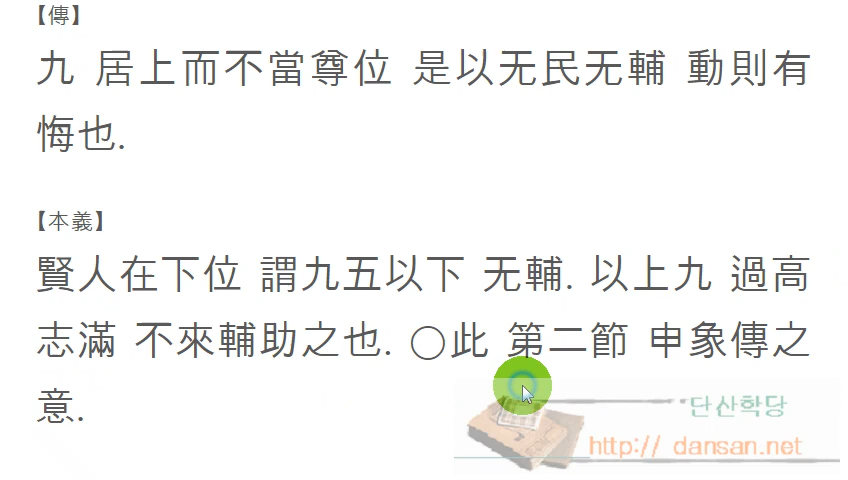 【傳】
九 居上而不當尊位 是以无民无輔 動則有
悔也.
【本義】
賢人在下位 謂九五以下 无輔. 以上九 過高
志滿 不來輔助之也. ○此 第二節 申象傳之
意.
단산학당
http:// dansan.net